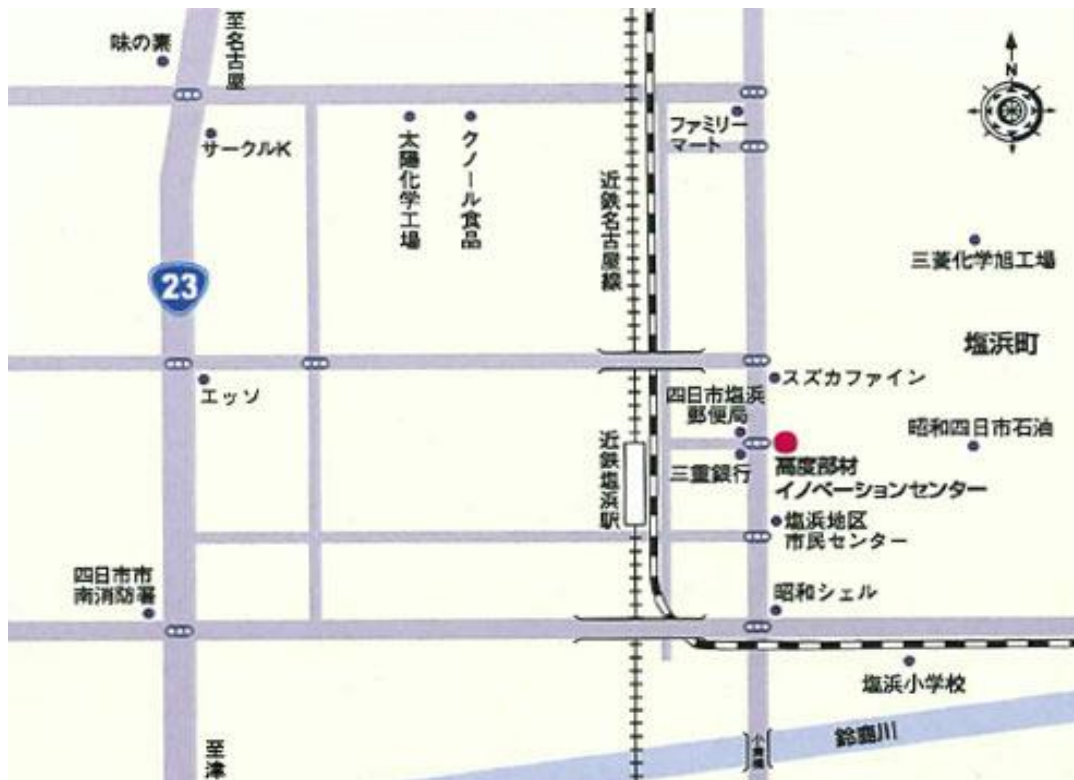 至名古屋
味の素
N
サークルK
太陽化学工場
クノール食品
近鉄名古屋線
ファミリー
マート
三菱化学旭工場
23
塩浜町
エッソ
スズカファイン
四日市塩浜
郵便局
昭和四日市石油
三重銀行
高度部材
イノベーションセンター
近鉄塩浜駅
塩浜地区
市民センター
四日市市
南消防署
昭和シェル
塩浜小学校
鈴鹿川
至津